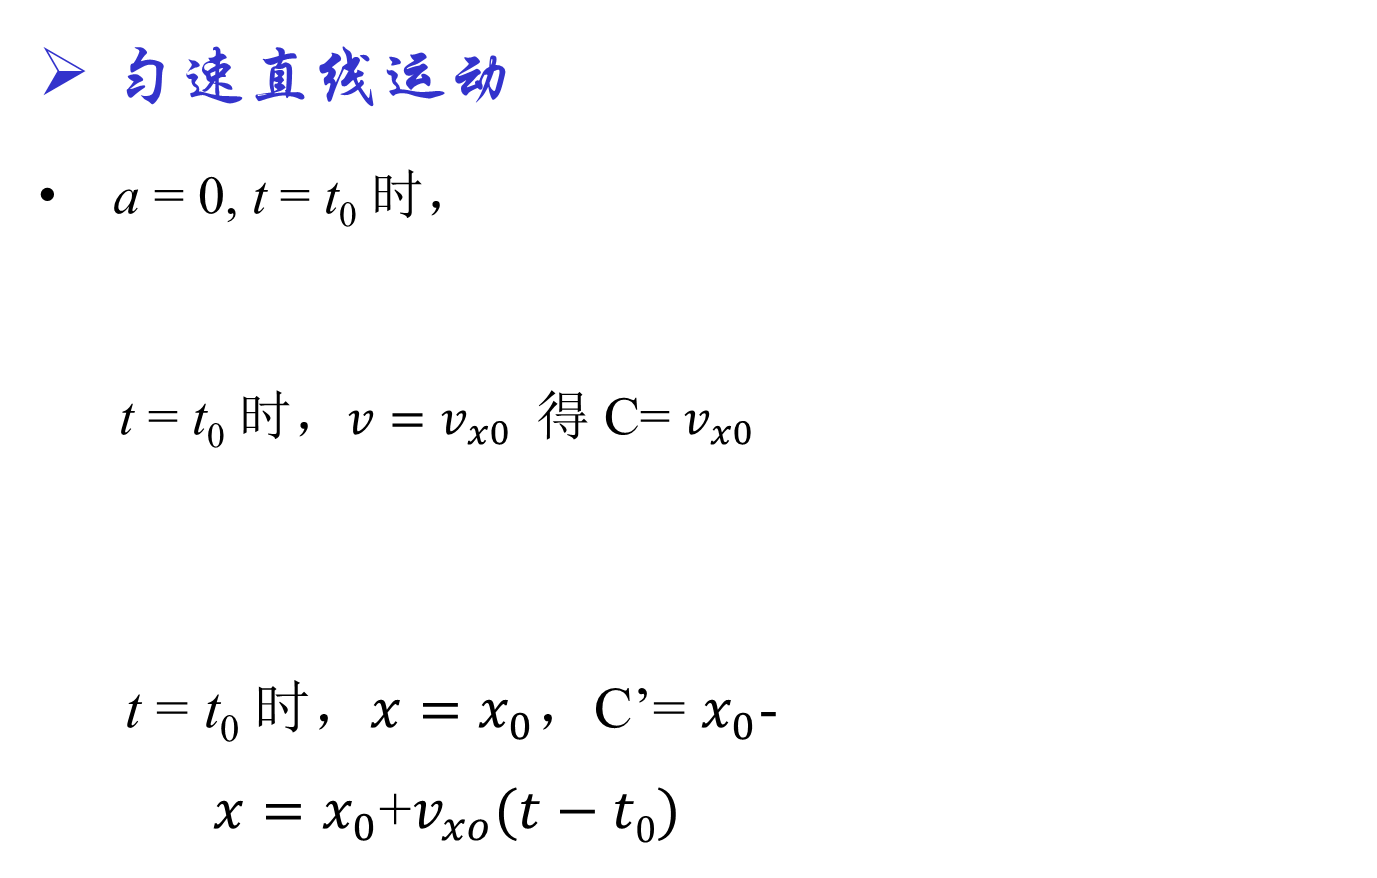 ➢ 匀速直线运动
• a = 0, t = t₀ 时，
t = t₀ 时，v = vₓ₀ 得 C= vₓ₀
t = t₀ 时，x = x₀，C’= x₀-
x = x₀+vₓₒ(t − t₀)